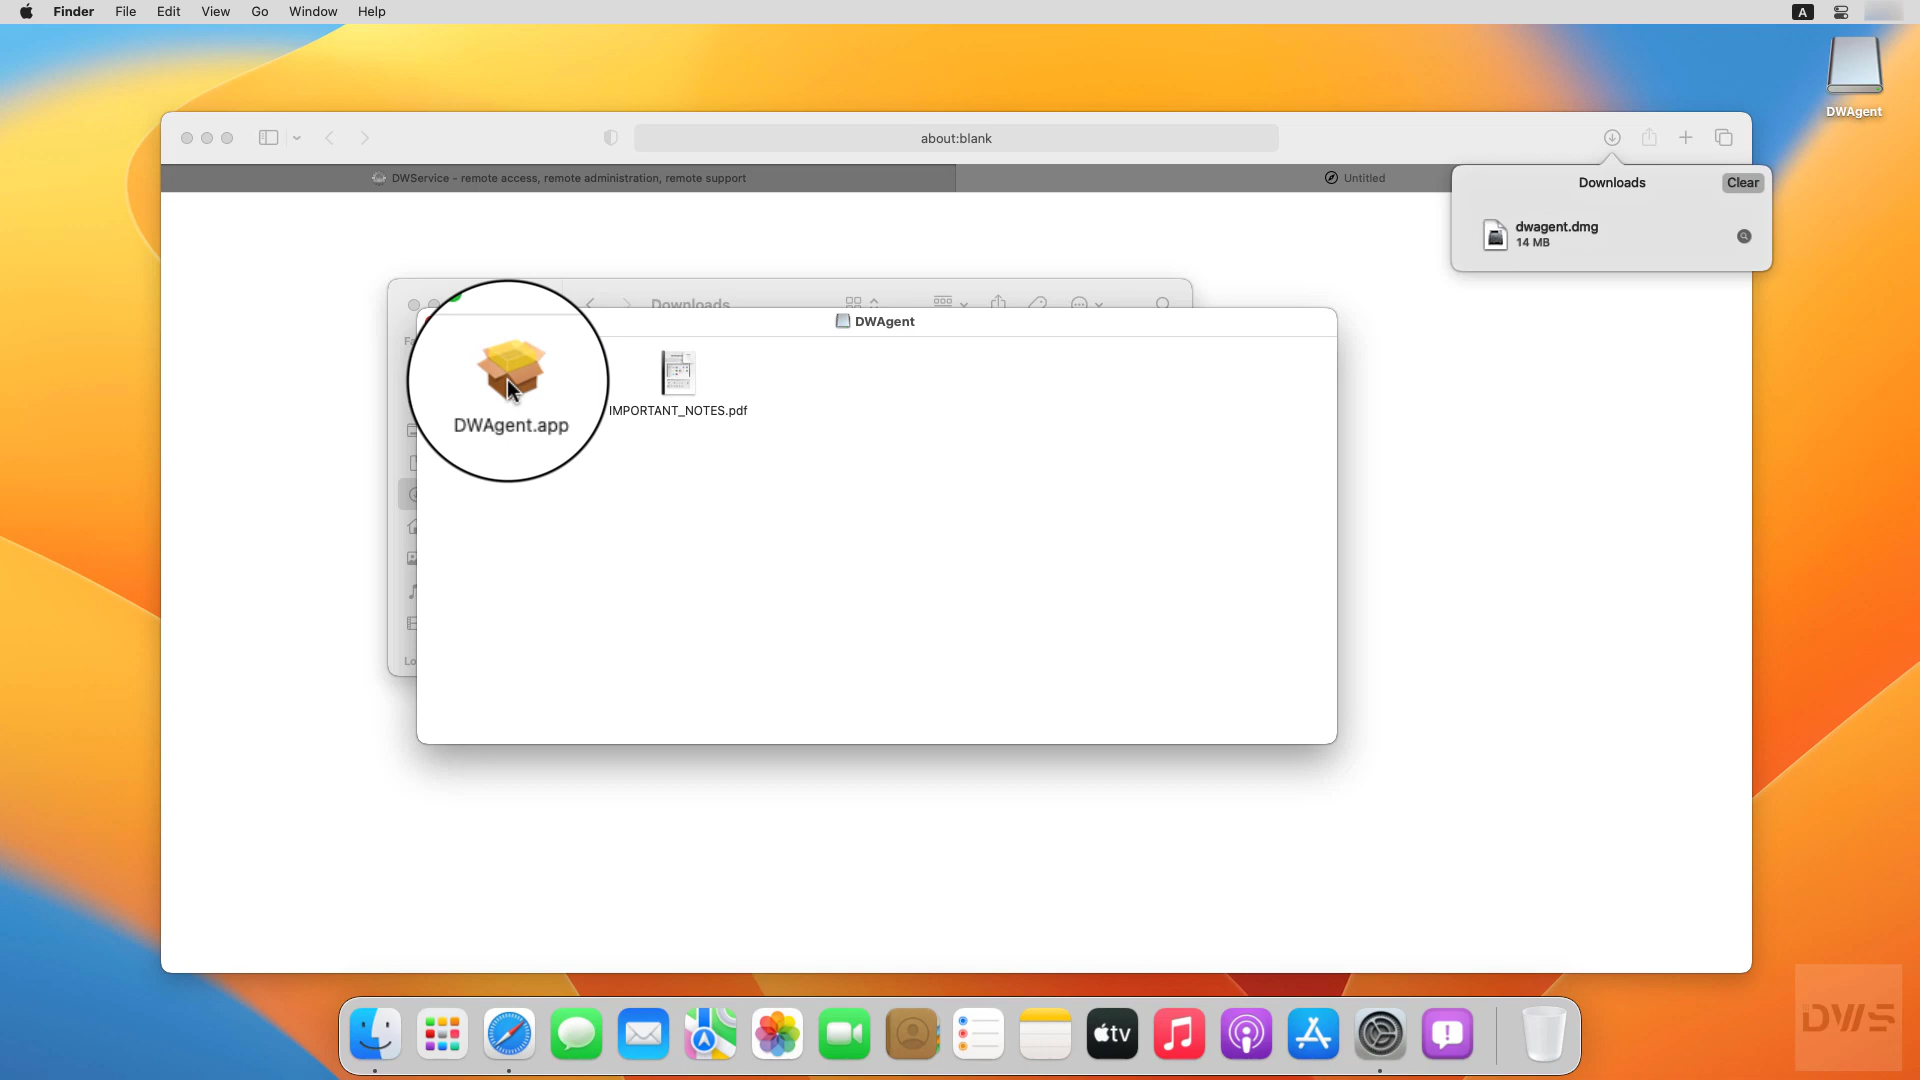 Finder File Edit View Go Window Help
A
DWAgent
about:blank
DWService - remote access, remote administration, remote support
Untitled
Downloads
Clear
dwagent.dmg
14 MB
Downloads
DWAgent
DWAgent.app
IMPORTANT_NOTES.pdf
Lo
tv
DWS